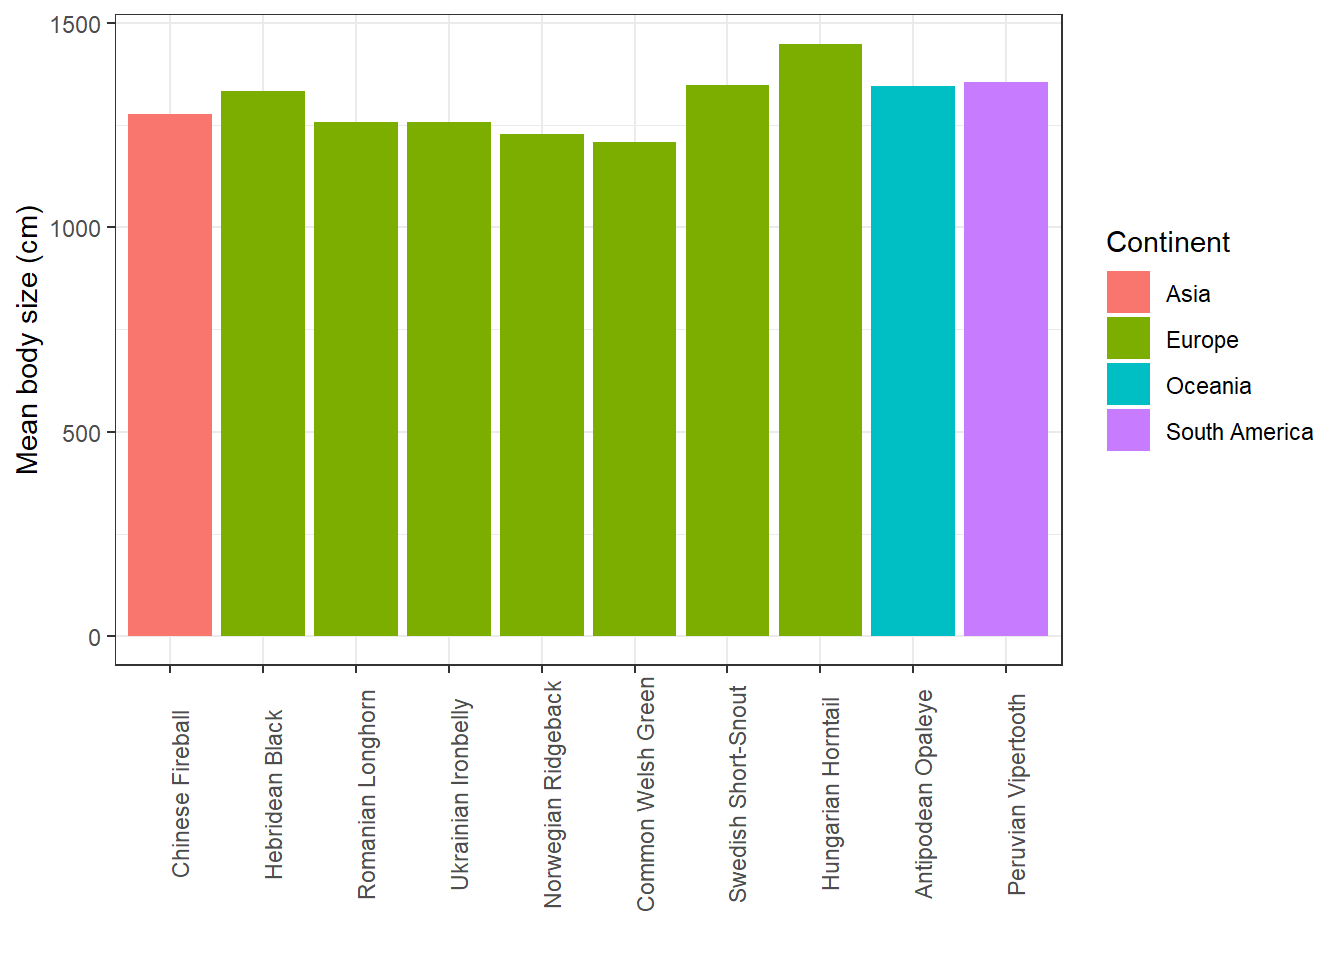 Mean body size (cm)
1500
1000
500
0
Chinese Fireball
Hebridean Black
Romanian Longhorn
Ukrainian Ironbelly
Norwegian Ridgeback
Common Welsh Green
Swedish Short-Snout
Hungarian Horntail
Antipodean Opaleye
Peruvian Vipertooth
Continent
Asia
Europe
Oceania
South America